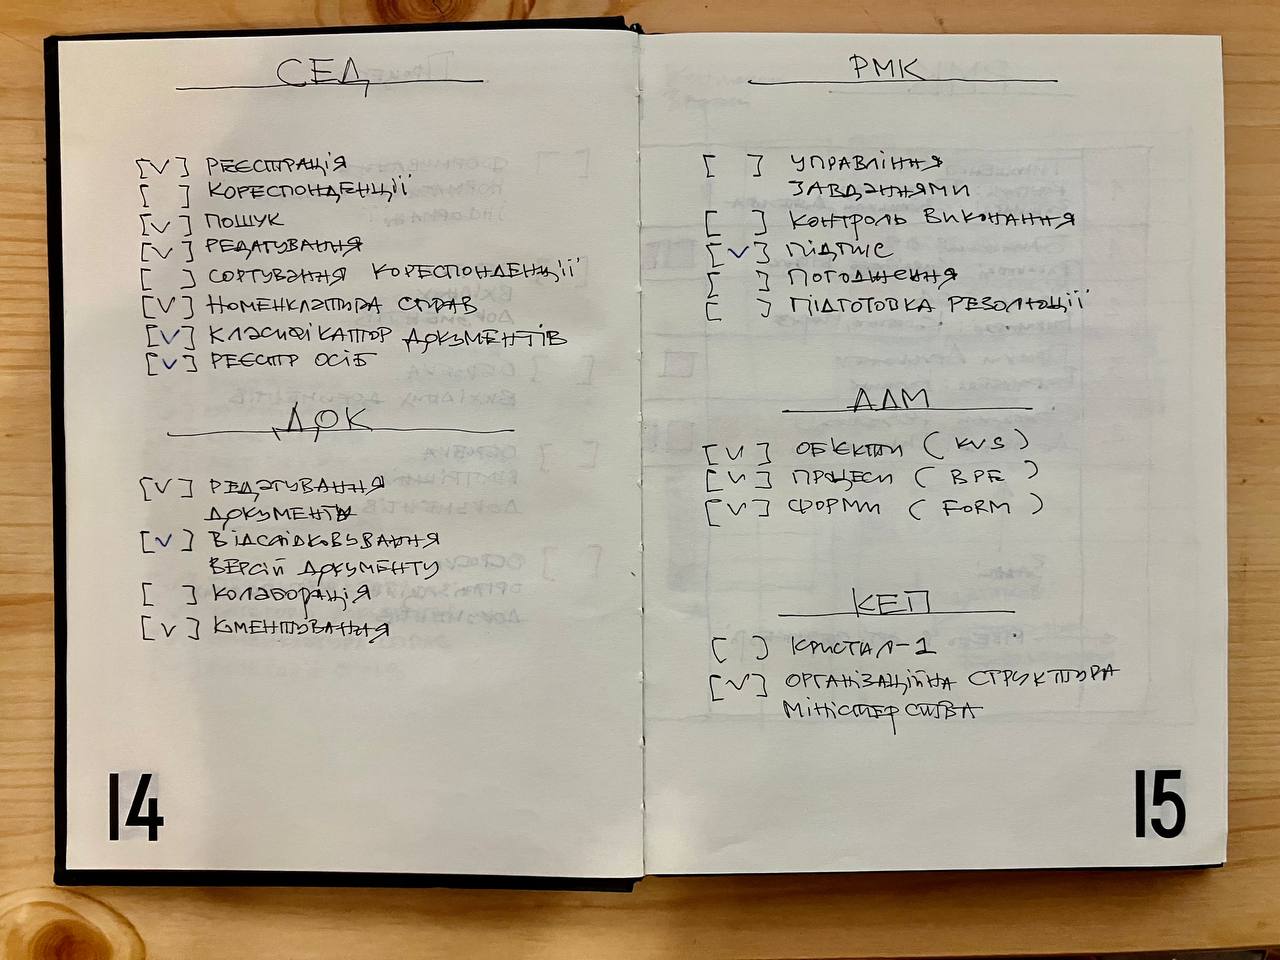 СЕД
[V] РЕЄСТРАЦІЯ
[ ] КОРЕСПОНДЕНЦІЇ
[V] ПОШУК
[V] РЕДАГУВАННЯ
[ ] СОРТУВАННЯ КОРЕСПОНДЕНЦІЇ
[V] НОМЕНКЛАТУРА СПРАВ
[V] КЛАСИФІКАТОР ДОКУМЕНТІВ
[V] РЕЄСТР ОСІБ
ДОК
[V] РЕДАГУВАННЯ
ДОКУМЕНТУ
[V] ВІДСЛІДКОВУВАННЯ
ВЕРСІЙ ДОКУМЕНТУ
[ ] КОЛАБОРАЦІЯ
[V] КМЕНТУВАННЯ
14
РМК
[ ] УПРАВЛІННЯ
ЗАВДАННЯМИ
[ ] КОНТРОЛЬ ВИКОНАННЯ
[V] ПІДПИС
[ ] ПОГОДЖЕННЯ
[ ] ПІДГОТОВКА РЕЗОЛЮЦІЇ
АДМ
[V] ОБ'ЄКТИ (KVS)
[V] ПРОЦЕСИ (BPE)
[V] ФОРМИ (FORM)
КЕП
[ ] КРИСТАЛ-1
[V] ОРГАНІЗАЦІЙНА СТРУКТУРА
МІНІСТЕРСТВА
15